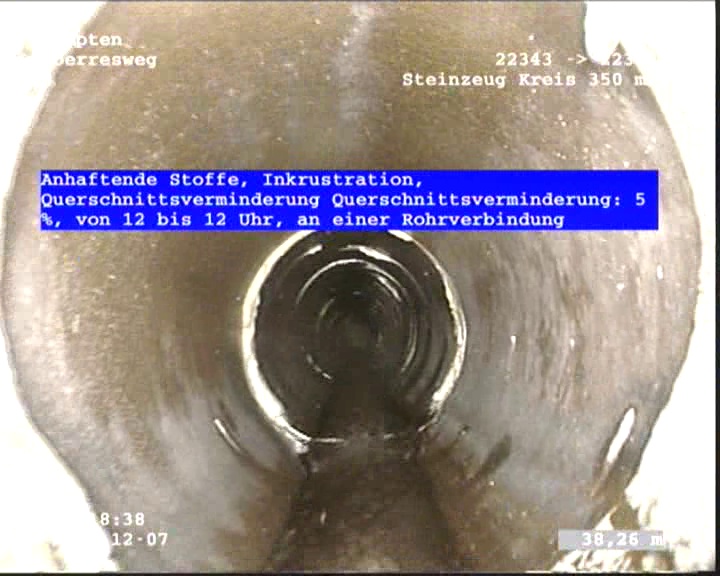 pten
erresweg
22343 -> 23
Steinzeug Kreis 350 m
Anhaftende Stoffe, Inkrustration,
Querschnittsverminderung Querschnittsverminderung: 5
%, von 12 bis 12 Uhr, an einer Rohrverbindung
8:38
12-07
38,26 m